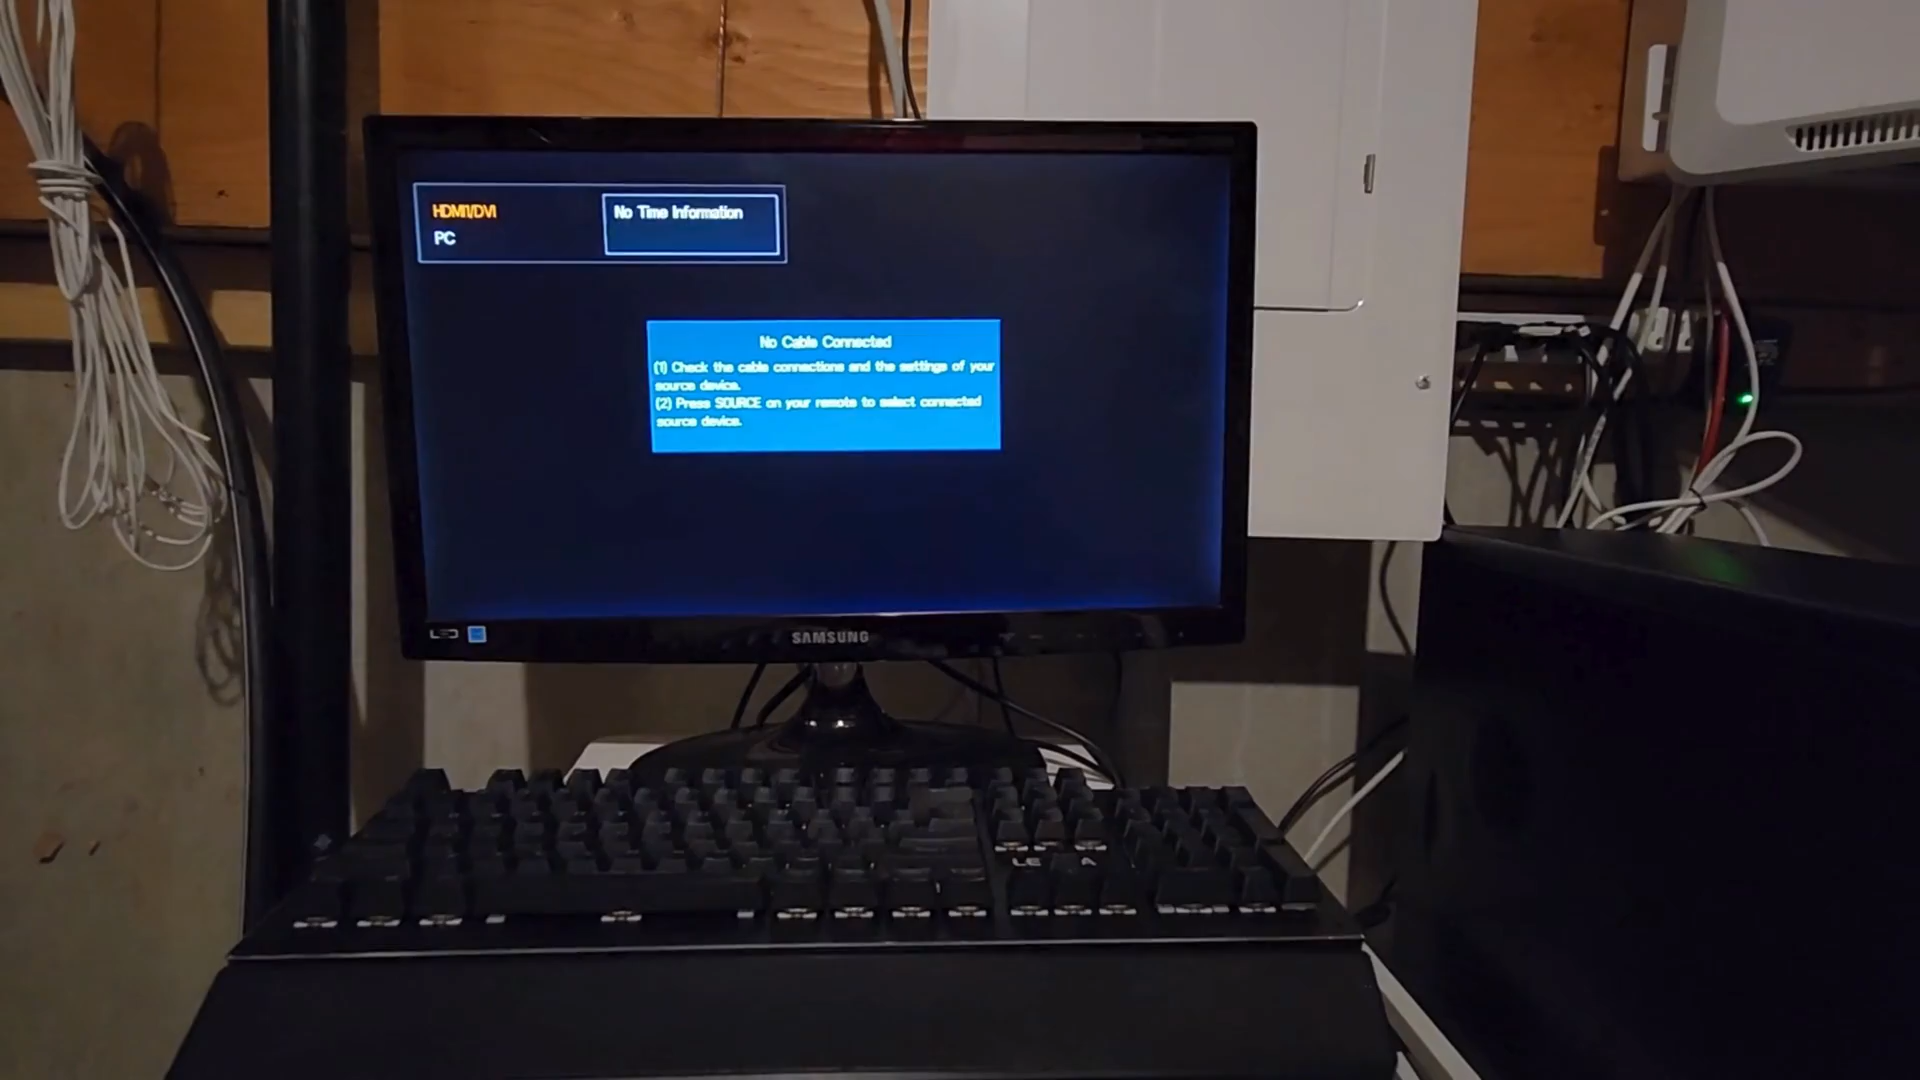 HDMI1/DVI
PC
No Time Information
No Cable Connected
(1) Check the cable connections and the settings of your
source device.
(2) Press SOURCE on your remote to select connected
source device.
SAMSUNG